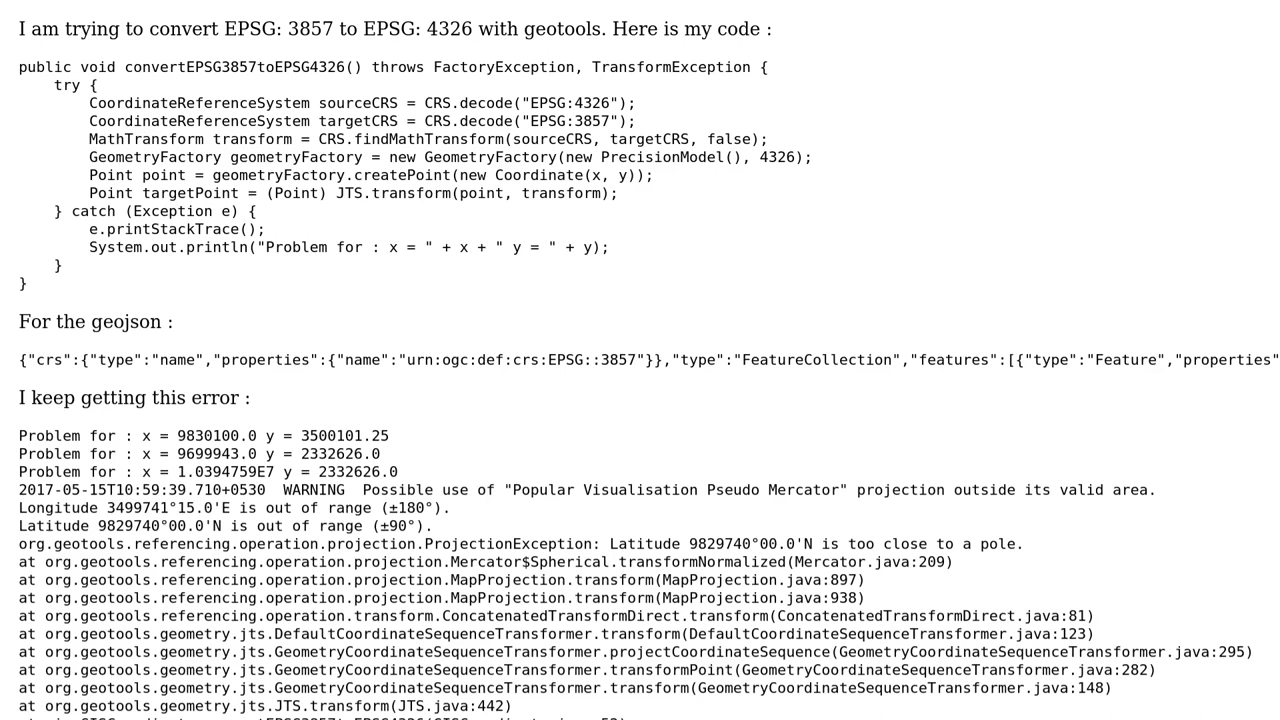 I am trying to convert EPSG: 3857 to EPSG: 4326 with geotools. Here is my code :
public void convertEPSG3857toEPSG4326() throws FactoryException, TransformException {
    try {
        CoordinateReferenceSystem sourceCRS = CRS.decode("EPSG:4326");
        CoordinateReferenceSystem targetCRS = CRS.decode("EPSG:3857");
        MathTransform transform = CRS.findMathTransform(sourceCRS, targetCRS, false);
        GeometryFactory geometryFactory = new GeometryFactory(new PrecisionModel(), 4326);
        Point point = geometryFactory.createPoint(new Coordinate(x, y));
        Point targetPoint = (Point) JTS.transform(point, transform);
    } catch (Exception e) {
        e.printStackTrace();
        System.out.println("Problem for : x = " + x + " y = " + y);
    }
}
For the geojson :
{"crs":{"type":"name","properties":{"name":"urn:ogc:def:crs:EPSG::3857"}},"type":"FeatureCollection","features":[{"type":"Feature","properties"
I keep getting this error :
Problem for : x = 9830100.0 y = 3500101.25
Problem for : x = 9699943.0 y = 2332626.0
Problem for : x = 1.0394759E7 y = 2332626.0
2017-05-15T10:59:39.710+0530  WARNING  Possible use of "Popular Visualisation Pseudo Mercator" projection outside its valid area.
Longitude 3499741°15.0'E is out of range (±180°).
Latitude 9829740°00.0'N is out of range (±90°).
org.geotools.referencing.operation.projection.ProjectionException: Latitude 9829740°00.0'N is too close to a pole.
at org.geotools.referencing.operation.projection.Mercator$Spherical.transformNormalized(Mercator.java:209)
at org.geotools.referencing.operation.projection.MapProjection.transform(MapProjection.java:897)
at org.geotools.referencing.operation.projection.MapProjection.transform(MapProjection.java:938)
at org.geotools.referencing.operation.transform.ConcatenatedTransformDirect.transform(ConcatenatedTransformDirect.java:81)
at org.geotools.geometry.jts.DefaultCoordinateSequenceTransformer.transform(DefaultCoordinateSequenceTransformer.java:123)
at org.geotools.geometry.jts.GeometryCoordinateSequenceTransformer.projectCoordinateSequence(GeometryCoordinateSequenceTransformer.java:295)
at org.geotools.geometry.jts.GeometryCoordinateSequenceTransformer.transformPoint(GeometryCoordinateSequenceTransformer.java:282)
at org.geotools.geometry.jts.GeometryCoordinateSequenceTransformer.transform(GeometryCoordinateSequenceTransformer.java:148)
at org.geotools.geometry.jts.JTS.transform(JTS.java:442)